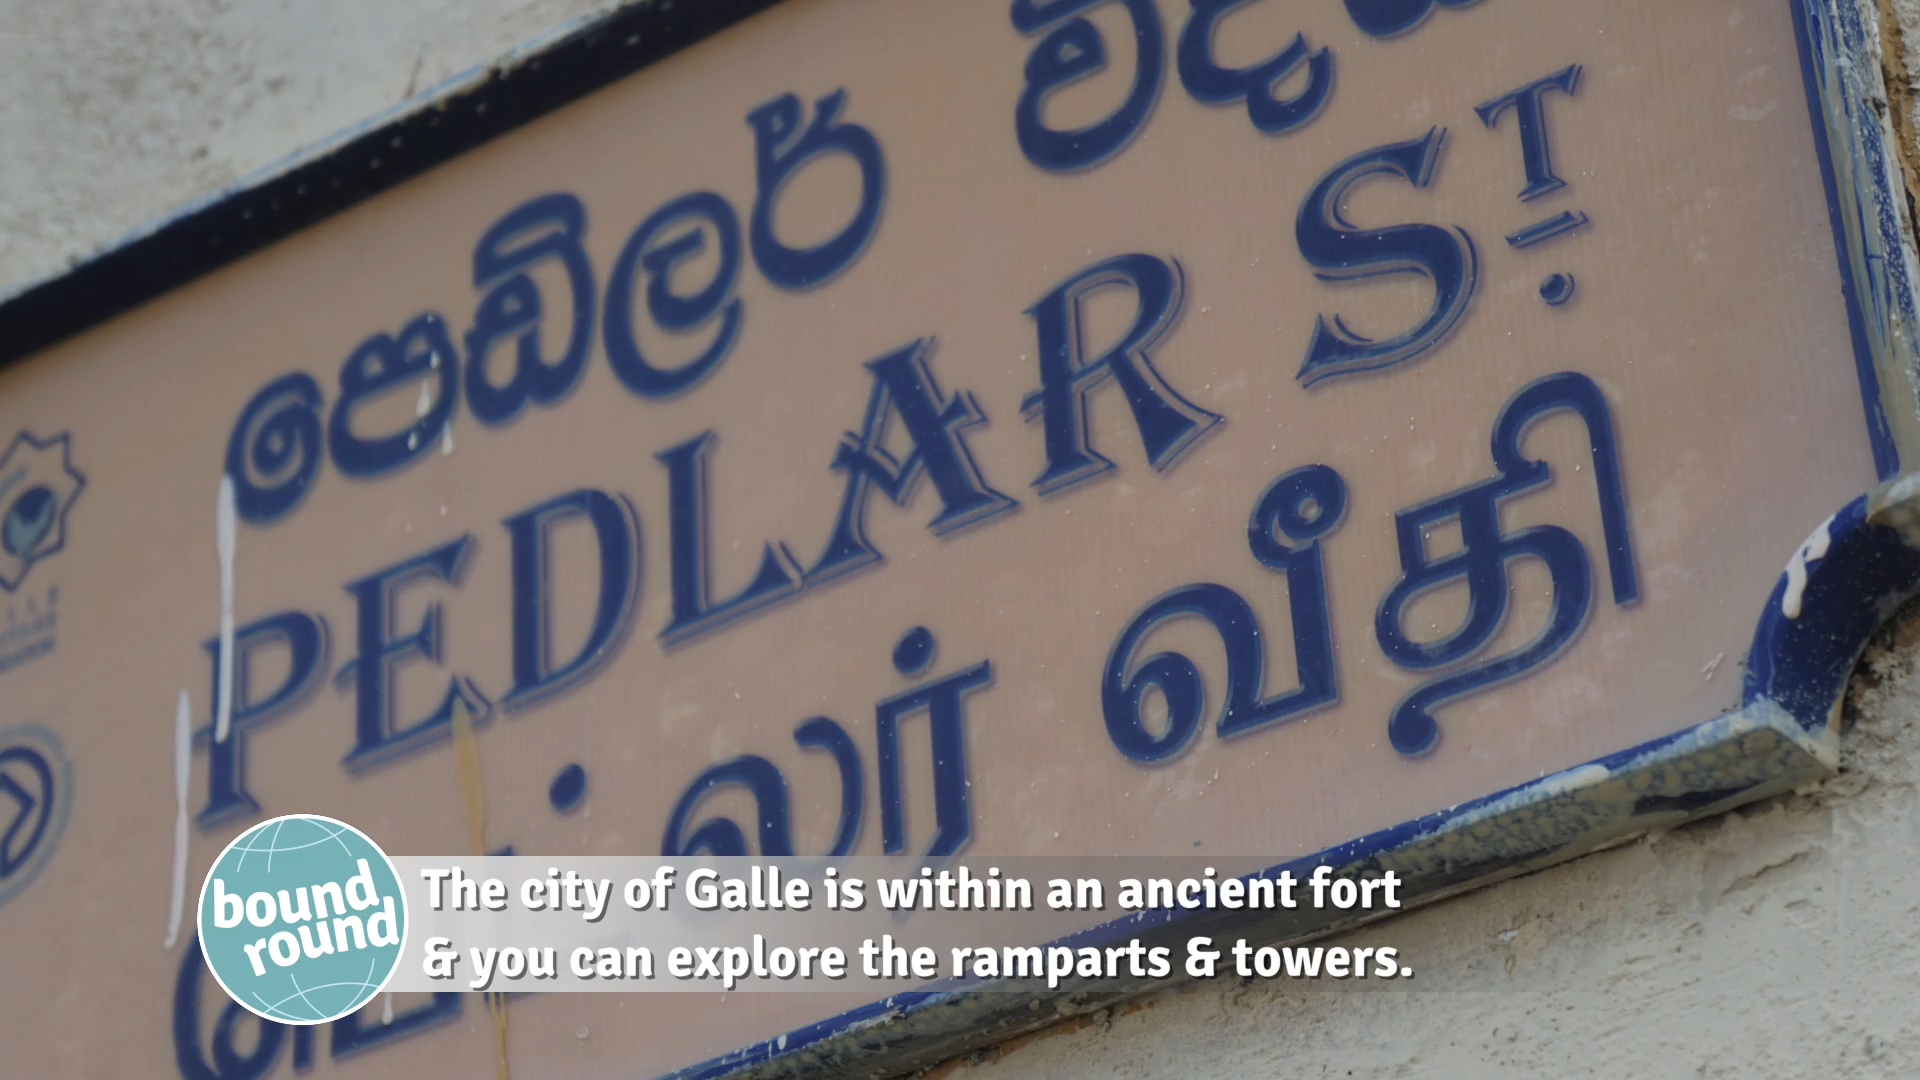 පෙඩ්ලර් වීදිය
PEDLAR ST.
வீதி
bound
round
The city of Galle is within an ancient fort
& you can explore the ramparts & towers.